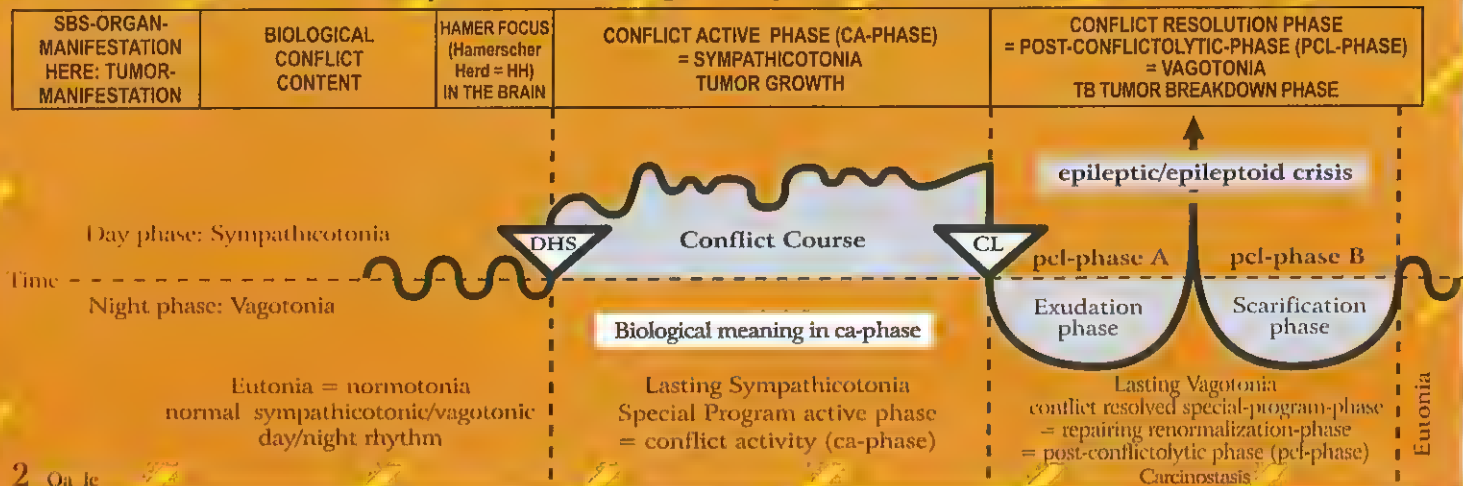 SBS-ORGAN-
MANIFESTATION
HERE: TUMOR-
MANIFESTATION
BIOLOGICAL
CONFLICT
CONTENT
HAMER FOCUS
(Hamerscher
Herd = HH)
IN THE BRAIN
CONFLICT ACTIVE PHASE (CA-PHASE)
= SYMPATHICOTONIA
TUMOR GROWTH
CONFLICT RESOLUTION PHASE
= POST-CONFLICTOLYTIC-PHASE (PCL-PHASE)
= VAGOTONIA
TB TUMOR BREAKDOWN PHASE
epileptic/epileptoid crisis
Day phase: Sympathicotonia
DHS
Conflict Course
CL
pcl-phase A
pcl-phase B
Time
Night phase: Vagotonia
Exudation
phase
Scarification
phase
Biological meaning in ca-phase
Eutonia = normotonia
normal sympathicotonic/vagotonic
day/night rhythm
Lasting Sympathicotonia
Special Program active phase
= conflict activity (ca-phase)
Lasting Vagotonia
conflict resolved special-program-phase
= repairing renormalization-phase
= post-conflictolytic phase (pcl-phase)
Carcinostasis
Eutonia
2